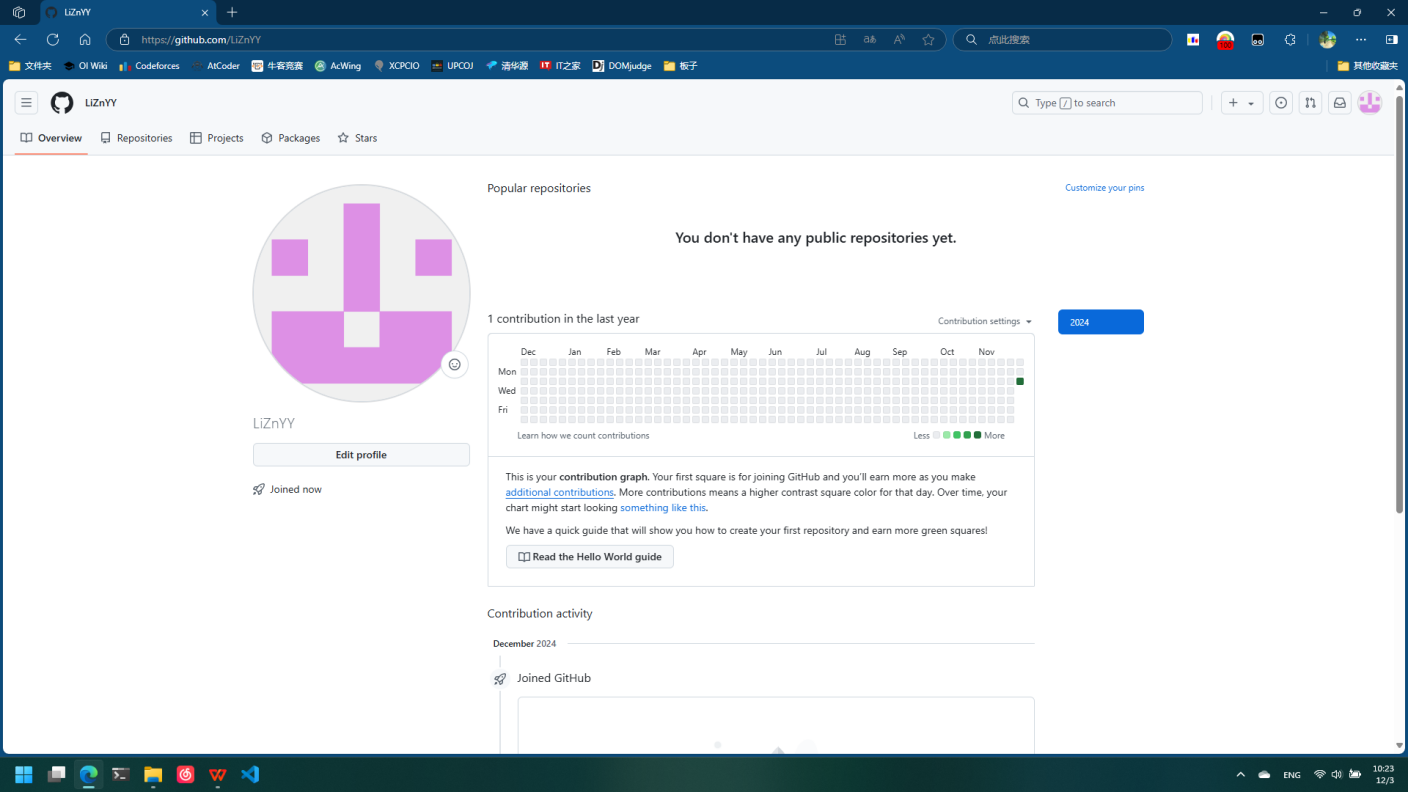 LiZnYY
https://github.com/LiZnYY
点此搜索
100
文件夹
OI Wiki
Codeforces
AtCoder
牛客竞赛
AcWing
XCPCIO
UPCOJ
清华源
IT之家
DOMjudge
板子
其他收藏夹
LiZnYY
Type / to search
Overview
Repositories
Projects
Packages
Stars
Popular repositories
Customize your pins
You don't have any public repositories yet.
1 contribution in the last year
Contribution settings
2024
Dec Jan Feb Mar Apr May Jun Jul Aug Sep Oct Nov
Mon
Wed
Fri
Learn how we count contributions
Less More
LiZnYY
Edit profile
Joined now
This is your contribution graph. Your first square is for joining GitHub and you'll earn more as you make
additional contributions. More contributions means a higher contrast square color for that day. Over time, your
chart might start looking something like this.
We have a quick guide that will show you how to create your first repository and earn more green squares!
Read the Hello World guide
Contribution activity
December 2024
Joined GitHub
ENG
10:23
12/3